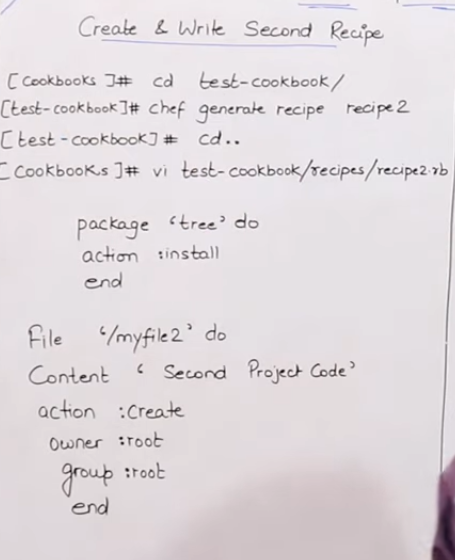 Create & Write Second Recipe
[Cookbooks]# cd test-cookbook/
[test-cookbook]# chef generate recipe recipe2
[test-cookbook]# cd..
[Cookbooks]# vi test-cookbook/recipes/recipe2.rb
package 'tree' do
action :install
end
File '/myfile2' do
Content ' Second Project Code'
action :Create
owner :root
group :root
end